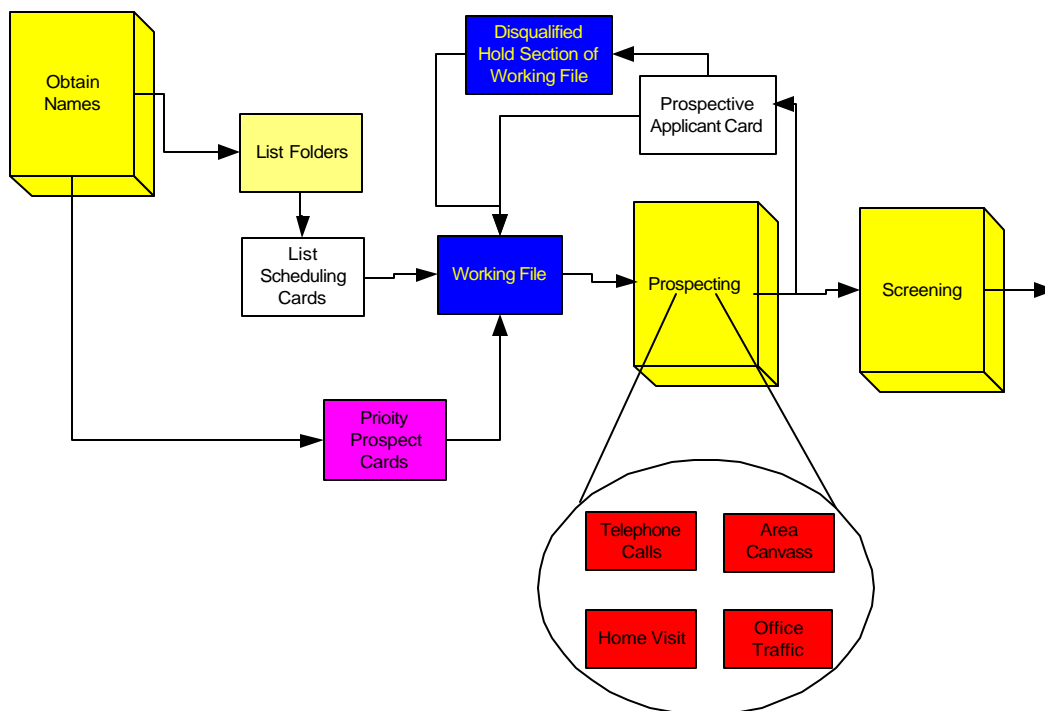 Obtain
Names
Disqualified
Hold Section of
Working File
Prospective
Applicant Card
List Folders
List
Scheduling
Cards
Working File
Prospecting
Screening
Prioity
Prospect
Cards
Telephone
Calls
Area
Canvass
Home Visit
Office
Traffic